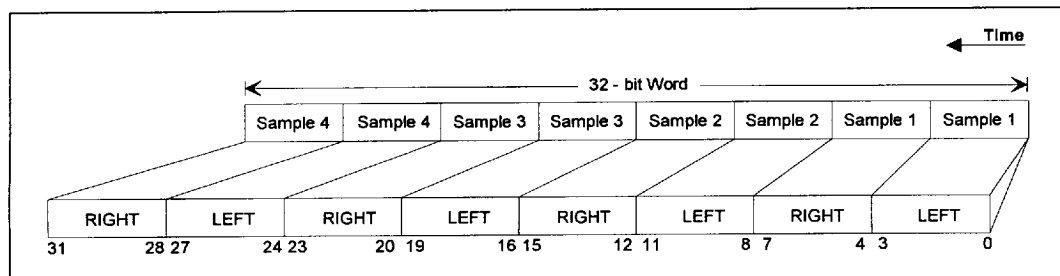 Time
32 - bit Word
Sample 4 Sample 4 Sample 3 Sample 3 Sample 2 Sample 2 Sample 1 Sample 1
RIGHT LEFT RIGHT LEFT RIGHT LEFT RIGHT LEFT
31 28 27 24 23 20 19 16 15 12 11 8 7 4 3 0